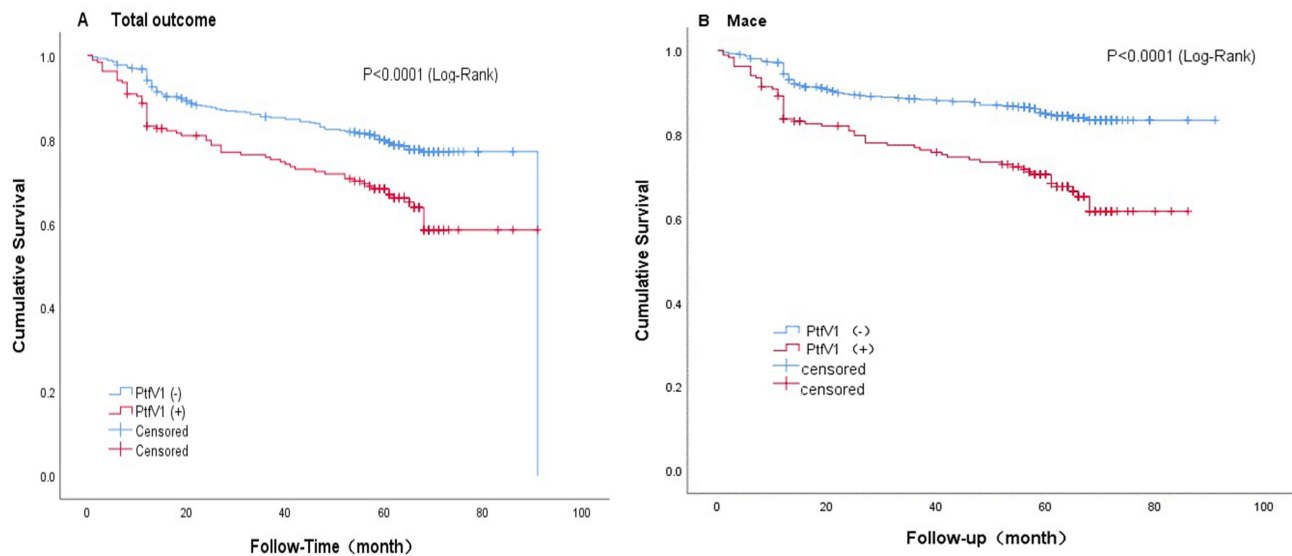 A Total outcome
P<0.0001 (Log-Rank)
Cumulative Survival
1.0
0.8
0.6
0.4
0.2
0.0
PtfV1 (-)
PtfV1 (+)
Censored
Censored
0 20 40 60 80 100
Follow-Time（month）
B Mace
P<0.0001 (Log-Rank)
Cumulative Survival
1.0
0.8
0.6
0.4
0.2
0.0
PtfV1 （-）
PtfV1 （+）
censored
censored
0 20 40 60 80 100
Follow-up（month）